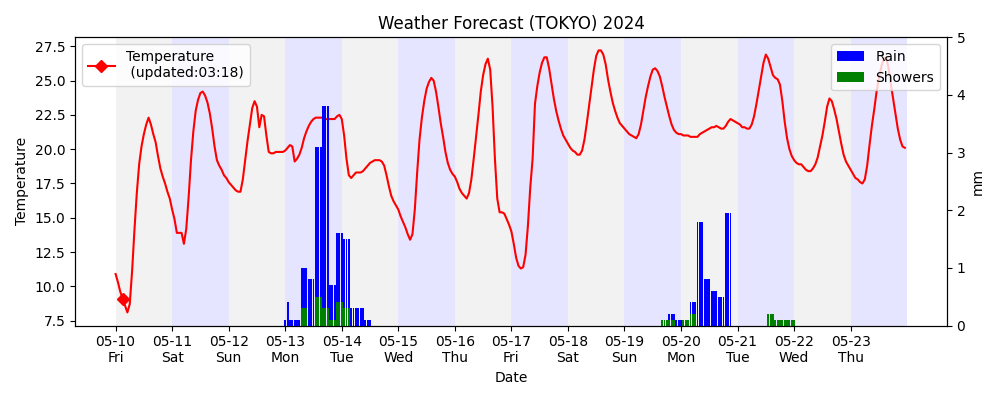 Weather Forecast (TOKYO) 2024
Temperature
(updated:03:18)
Rain
Showers
Temperature
27.5
25.0
22.5
20.0
17.5
15.0
12.5
10.0
7.5
5
4
3
2
1
0
mm
05-10 05-11 05-12 05-13 05-14 05-15 05-16 05-17 05-18 05-19 05-20 05-21 05-22 05-23
Fri Sat Sun Mon Tue Wed Thu Fri Sat Sun Mon Tue Wed Thu
Date